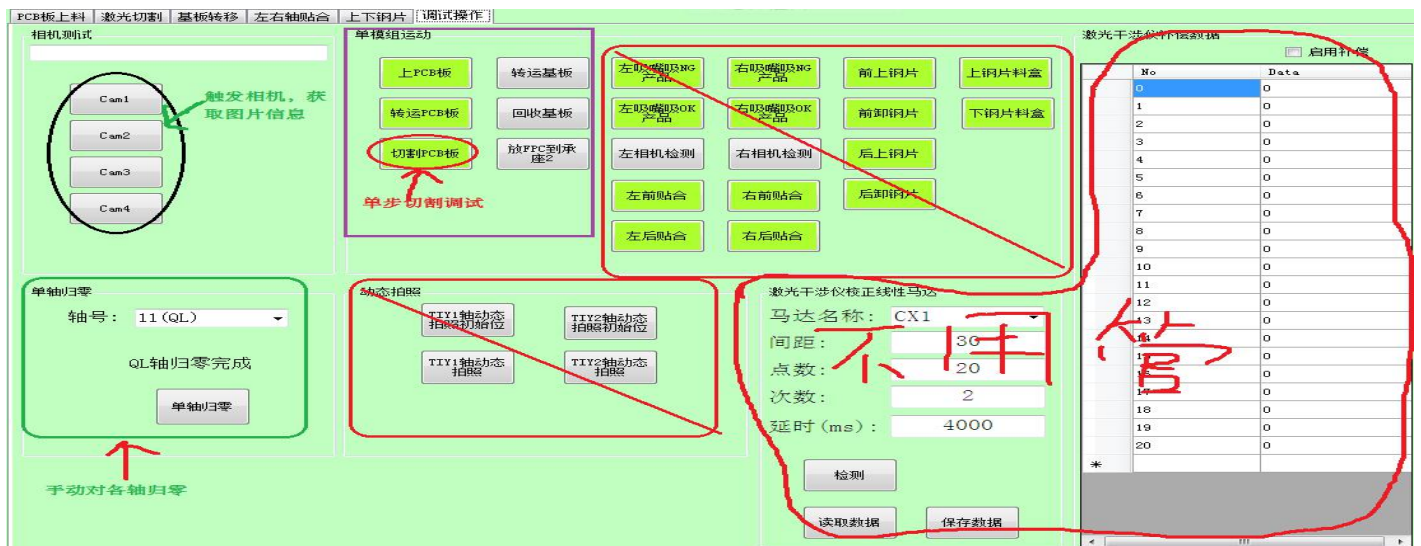 PCB板上料 激光切割 基板转移 左右轴贴合 上下钢片 调试操作
相机测试
Cam1
Cam2
Cam3
Cam4
触发相机，获
取图片信息
单模组运动
上PCB板 转运基板
转运PCB板 回收基板
切割PCB板 放FPC到承
座2
单步切割调试
左吸嘴吸NG
产品
右吸嘴吸NG
产品
前上钢片 上钢片料盒
左吸嘴吸OK
产品
右吸嘴吸OK
产品
前卸钢片 下钢片料盒
左相机检测 右相机检测 后上钢片
左前贴合 右前贴合 后卸钢片
左后贴合 右后贴合
单轴归零
轴号： 11(QL)
QL轴归零完成
单轴归零
手动对各轴归零
动态拍照
TIY1轴动态
拍照初始位
TIY2轴动态
拍照初始位
TIY1轴动态
拍照
TIY2轴动态
拍照
激光干涉仪校正线性马达
马达名称： CX1
间距： 30
点数： 20
次数： 2
延时(ms)： 4000
检测
读取数据 保存数据
不用管
激光干涉仪补偿数据
启用补偿
No Data
0 0
1 0
2 0
3 0
4 0
5 0
6 0
7 0
8 0
9 0
10 0
11 0
12 0
13 0
14 0
15 0
16 0
17 0
18 0
19 0
20 0
*